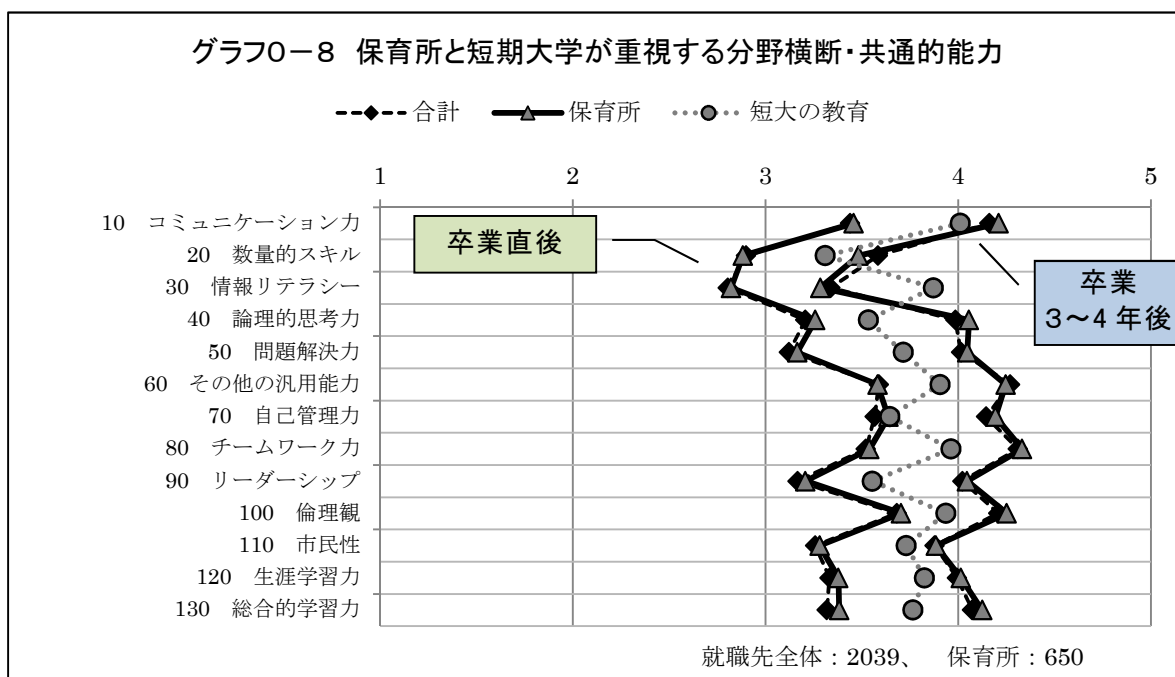 グラフ0-8 保育所と短期大学が重視する分野横断・共通的能力
合計 保育所 短大の教育
1 2 3 4 5
10 コミュニケーション力
20 数量的スキル
30 情報リテラシー
40 論理的思考力
50 問題解決力
60 その他の汎用能力
70 自己管理力
80 チームワーク力
90 リーダーシップ
100 倫理観
110 市民性
120 生涯学習力
130 総合的学習力
卒業直後
卒業
3~4年後
就職先全体:2039、 保育所:650